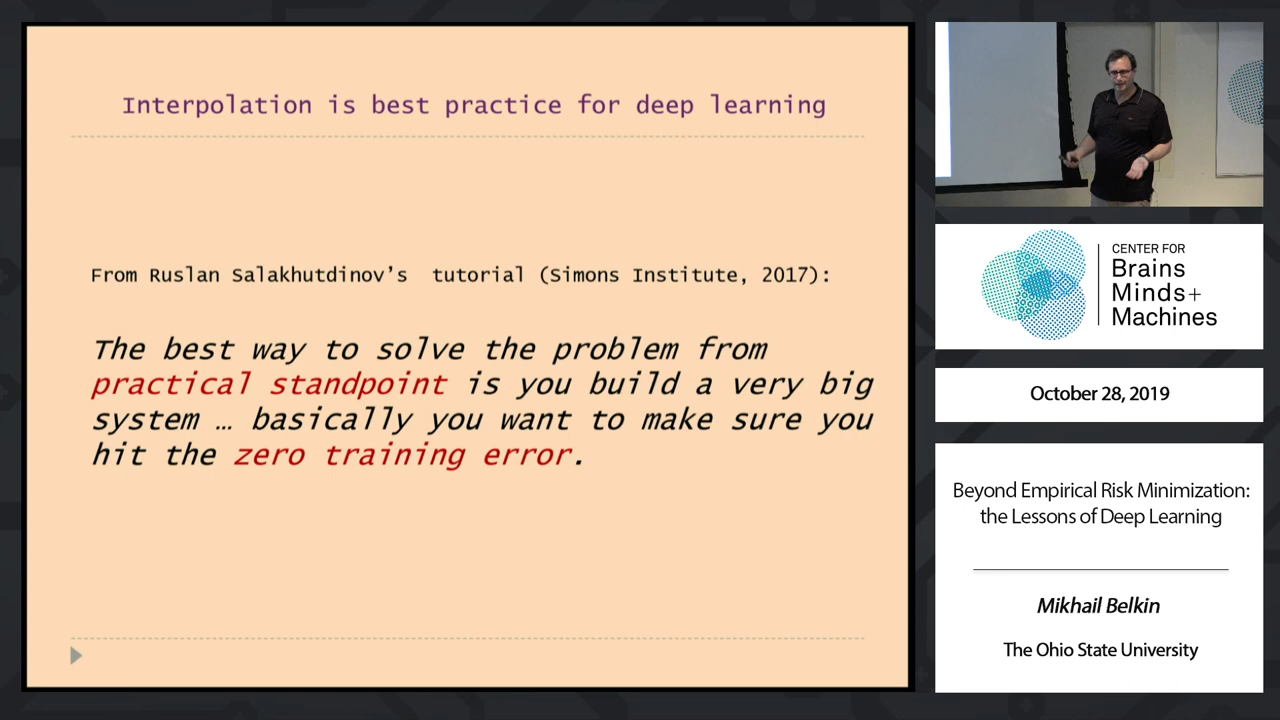 Interpolation is best practice for deep learning
From Ruslan Salakhutdinov’s tutorial (Simons Institute, 2017):
The best way to solve the problem from
practical standpoint is you build a very big
system … basically you want to make sure you
hit the zero training error.
CENTER FOR
Brains
Minds+
Machines
October 28, 2019
Beyond Empirical Risk Minimization:
the Lessons of Deep Learning
Mikhail Belkin
The Ohio State University